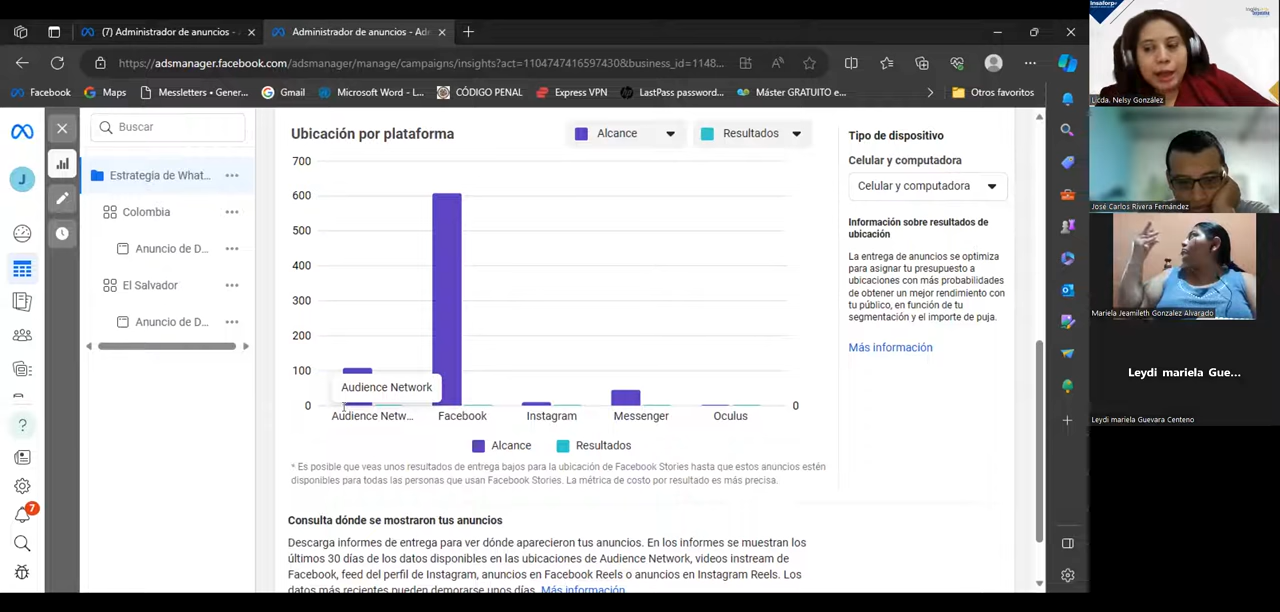 (7) Administrador de anuncios -
Administrador de anuncios - Adr
https://adsmanager.facebook.com/adsmanager/manage/campaigns/insights?act=1104747416597430&business_id=1148...
Facebook
Maps
Messletters • Gener...
Gmail
Microsoft Word - L...
CÓDIGO PENAL
Express VPN
LastPass password...
Máster GRATUITO e...
Otros favoritos
Buscar
J
Estrategia de What...
Colombia
Anuncio de D...
El Salvador
Anuncio de D...
7
Ubicación por plataforma
Alcance
Resultados
700
600
500
400
300
200
100
0
0
Audience Network
Audience Netw...
Facebook
Instagram
Messenger
Oculus
Alcance
Resultados
* Es posible que veas unos resultados de entrega bajos para la ubicación de Facebook Stories hasta que estos anuncios estén
disponibles para todas las personas que usan Facebook Stories. La métrica de costo por resultado es más precisa.
Consulta dónde se mostraron tus anuncios
Descarga informes de entrega para ver dónde aparecieron tus anuncios. En los informes se muestran los
últimos 30 días de los datos disponibles en las ubicaciones de Audience Network, videos instream de
Facebook, feed del perfil de Instagram, anuncios en Facebook Reels o anuncios en Instagram Reels. Los
datos más recientes pueden demorarse unos días. Más información
Tipo de dispositivo
Celular y computadora
Celular y computadora
Información sobre resultados de
ubicación
La entrega de anuncios se optimiza
para asignar tu presupuesto a
ubicaciones con más probabilidades
de obtener un mejor rendimiento con
tu público, en función de tu
segmentación y el importe de puja.
Más información
Insaforp
Licda. Nelsy González
José Carlos Rivera Fernández
Mariela Jeamileth Gonzalez Alvarado
Leydi mariela Gue...
Leydi mariela Guevara Centeno